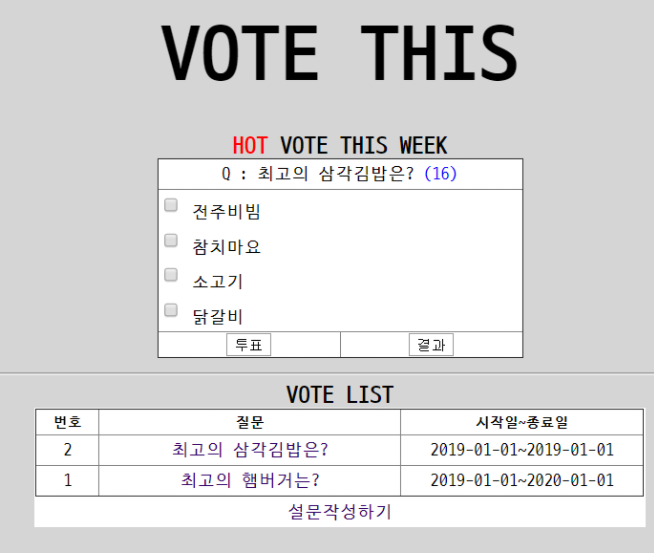 VOTE THIS
HOT VOTE THIS WEEK
Q : 최고의 삼각김밥은? (16)
전주비빔
참치마요
소고기
닭갈비
투표 결과
VOTE LIST
번호 질문 시작일~종료일
2 최고의 삼각김밥은? 2019-01-01~2019-01-01
1 최고의 햄버거는? 2019-01-01~2020-01-01
설문작성하기